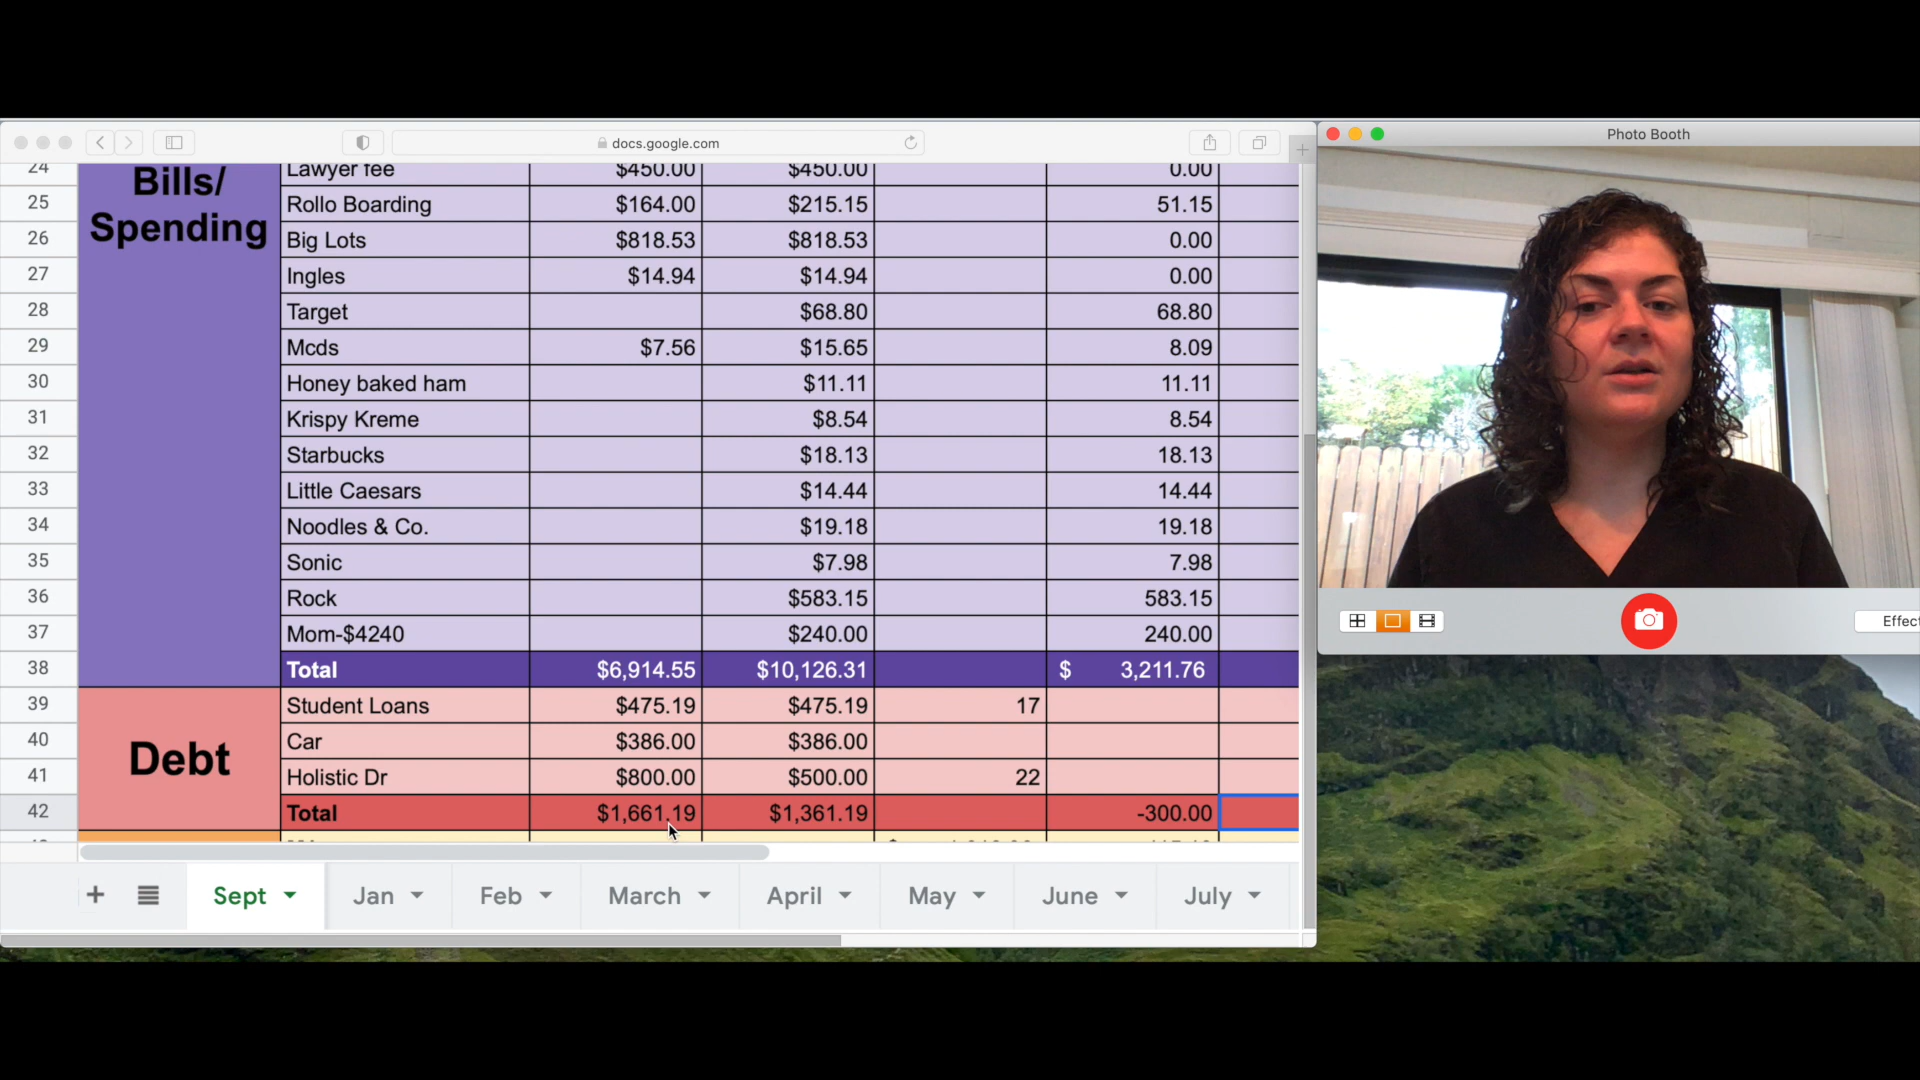 docs.google.com
Photo Booth
24 Lawyer fee $450.00 $450.00 0.00
Bills/
Spending
25 Rollo Boarding $164.00 $215.15 51.15
26 Big Lots $818.53 $818.53 0.00
27 Ingles $14.94 $14.94 0.00
28 Target $68.80 68.80
29 Mcds $7.56 $15.65 8.09
30 Honey baked ham $11.11 11.11
31 Krispy Kreme $8.54 8.54
32 Starbucks $18.13 18.13
33 Little Caesars $14.44 14.44
34 Noodles & Co. $19.18 19.18
35 Sonic $7.98 7.98
36 Rock $583.15 583.15
37 Mom-$4240 $240.00 240.00
38 Total $6,914.55 $10,126.31 $ 3,211.76
39 Student Loans $475.19 $475.19 17
Debt
40 Car $386.00 $386.00
41 Holistic Dr $800.00 $500.00 22
42 Total $1,661.19 $1,361.19 -300.00
Sept Jan Feb March April May June July
Effect